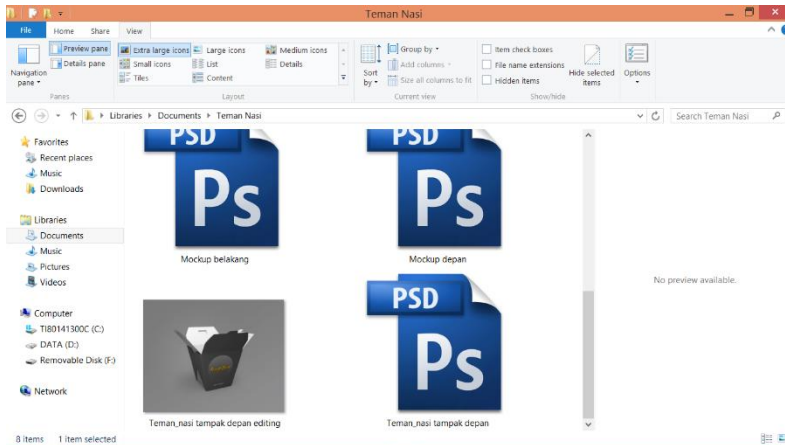 Teman Nasi
File Home Share View
Preview pane
Details pane
Navigation pane
Panes
Extra large icons Large icons Medium icons
Small icons List Details
Tiles Content
Layout
Sort by
Group by
Add columns
Size all columns to fit
Current view
Item check boxes
File name extensions
Hidden items
Hide selected items
Show/hide
Options
Libraries Documents Teman Nasi
Search Teman Nasi
Favorites
Recent places
Music
Downloads
Libraries
Documents
Music
Pictures
Videos
Computer
TI80141300C (C:)
DATA (D:)
Removable Disk (F:)
Network
PSD PSD
Ps Ps
Mockup belakang Mockup depan
No preview available.
PSD
Ps
Teman_nasi tampak depan editing Teman_nasi tampak depan
8 items 1 item selected